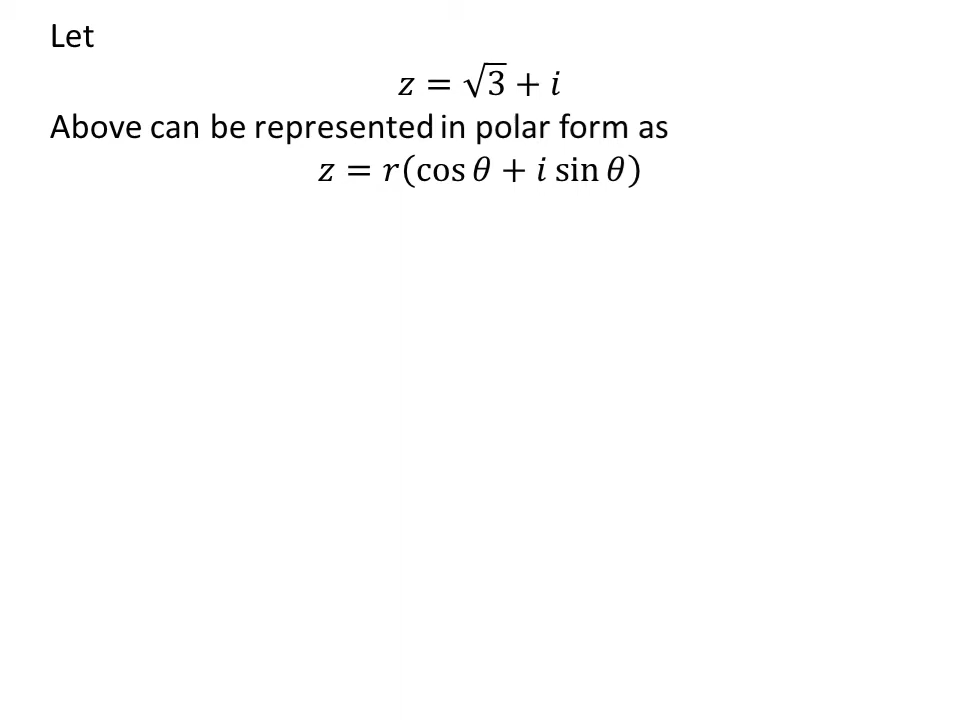 Let
𝑧 = √3 + 𝑖
Above can be represented in polar form as
𝑧 = 𝑟(cos 𝜃 + 𝑖 sin 𝜃)